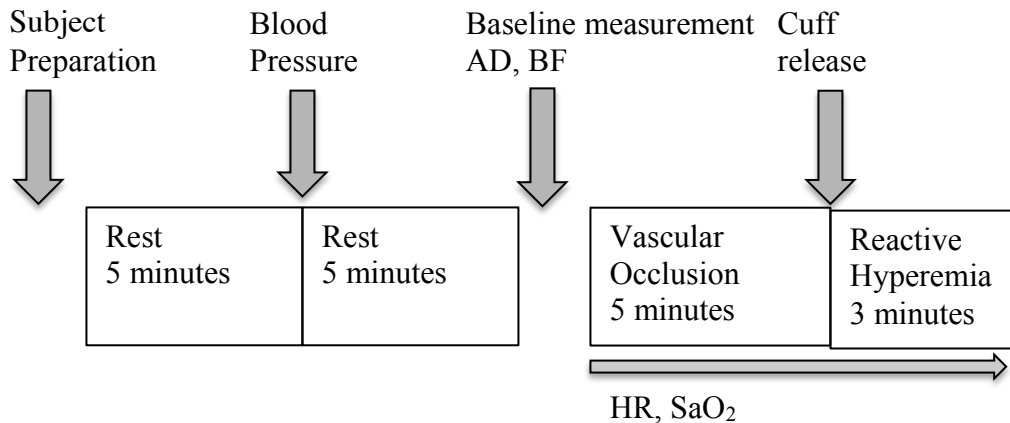 Subject
Preparation
Blood
Pressure
Baseline measurement
AD, BF
Cuff
release
Rest
5 minutes
Rest
5 minutes
Vascular
Occlusion
5 minutes
Reactive
Hyperemia
3 minutes
HR, SaO₂